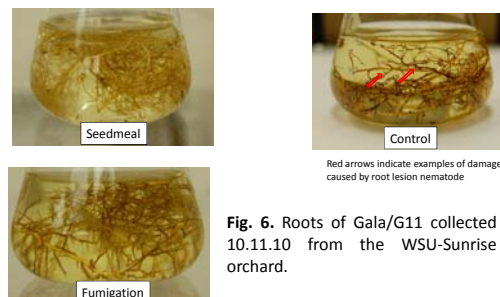 Seedmeal
Control
Red arrows indicate examples of damage
caused by root lesion nematode
Fig. 6. Roots of Gala/G11 collected
10.11.10 from the WSU-Sunrise
orchard.
Fumigation